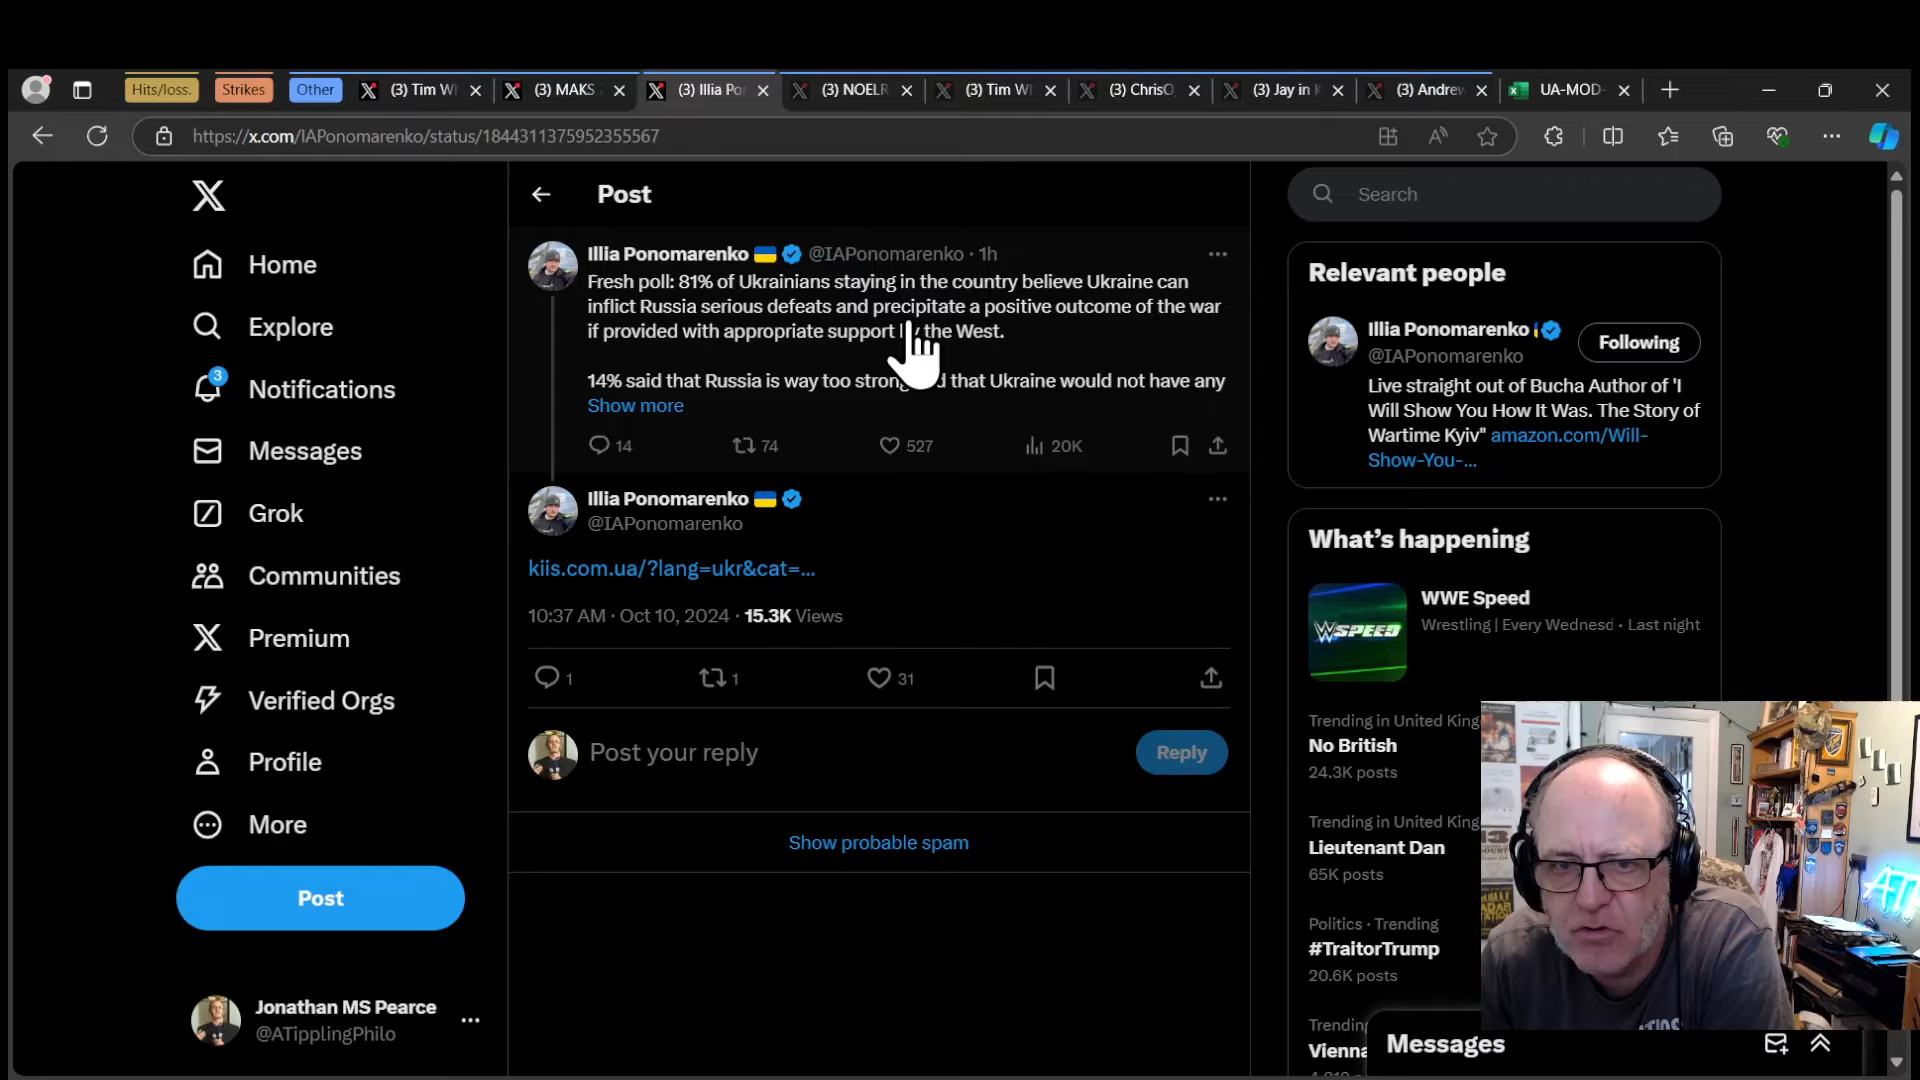 Hits/loss.
Strikes
Other
(3) Tim W
(3) MAKS
(3) Illia Po
(3) NOELR
(3) Tim W
(3) ChrisO_
(3) Jay in K
(3) Andrew
UA-MOD-
https://x.com/IAPonomarenko/status/1844311375952355567
Home
Explore
3
Notifications
Messages
Grok
Communities
Premium
Verified Orgs
Profile
More
Post
Jonathan MS Pearce
@ATipplingPhilo
Post
Illia Ponomarenko @IAPonomarenko · 1h
Fresh poll: 81% of Ukrainians staying in the country believe Ukraine can
inflict Russia serious defeats and precipitate a positive outcome of the war
if provided with appropriate support the West.
14% said that Russia is way too strong that Ukraine would not have any
Show more
14
74
527
20K
Illia Ponomarenko
@IAPonomarenko
kiis.com.ua/?lang=ukr&cat=...
10:37 AM · Oct 10, 2024 · 15.3K Views
1
1
31
Post your reply
Reply
Show probable spam
Search
Relevant people
Illia Ponomarenko
@IAPonomarenko
Following
Live straight out of Bucha Author of 'I
Will Show You How It Was. The Story of
Wartime Kyiv" amazon.com/Will-
Show-You-...
What's happening
WWE Speed
Wrestling | Every Wednesd · Last night
SPEED
Trending in United King
No British
24.3K posts
Trending in United King
Lieutenant Dan
65K posts
Politics · Trending
#TraitorTrump
20.6K posts
Trending
Vienna
Messages